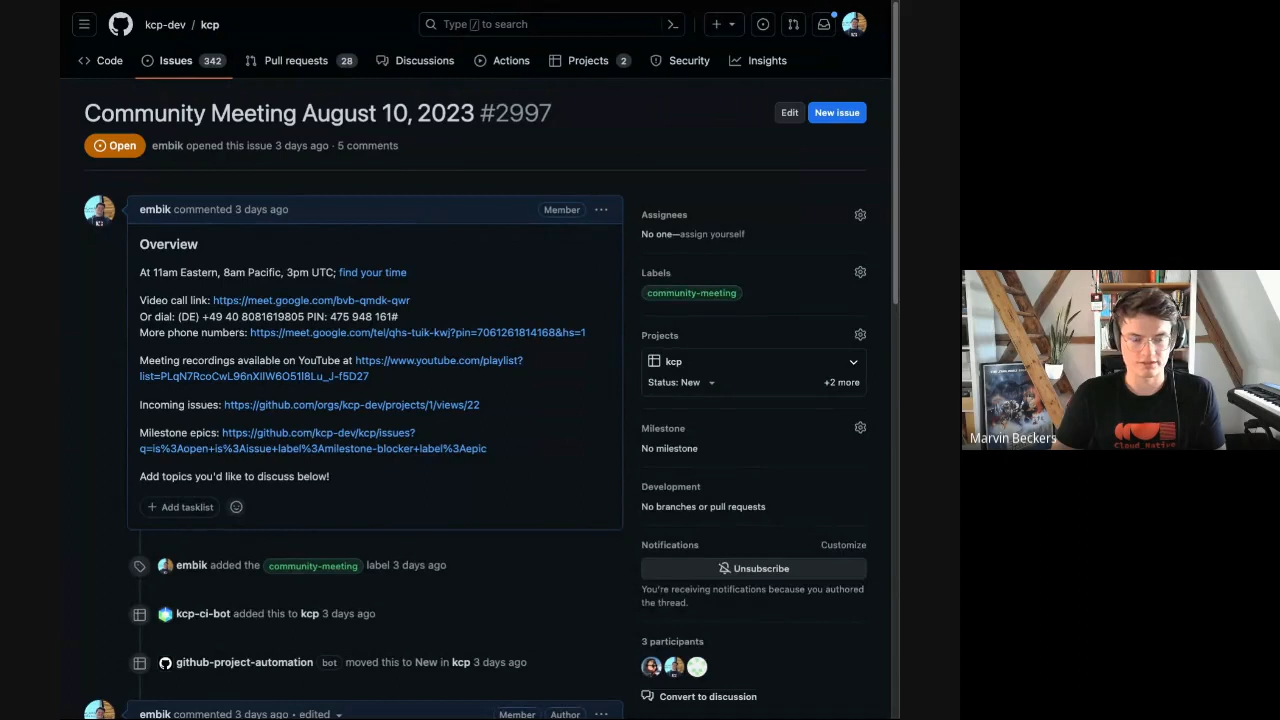 kcp-dev / kcp
Type / to search
Code
Issues 342
Pull requests 28
Discussions
Actions
Projects 2
Security
Insights
Community Meeting August 10, 2023 #2997
Edit
New issue
Open
embik opened this issue 3 days ago · 5 comments
embik commented 3 days ago
Member
Overview
At 11am Eastern, 8am Pacific, 3pm UTC; find your time
Video call link: https://meet.google.com/bvb-qmdk-qwr
Or dial: (DE) +49 40 8081619805 PIN: 475 948 161#
More phone numbers: https://meet.google.com/tel/qhs-tuik-kwj?pin=7061261814168&hs=1
Meeting recordings available on YouTube at https://www.youtube.com/playlist?
list=PLqN7RcoCwL96nXlIW6O51I8Lu_J-f5D27
Incoming issues: https://github.com/orgs/kcp-dev/projects/1/views/22
Milestone epics: https://github.com/kcp-dev/kcp/issues?
q=is%3Aopen+is%3Aissue+label%3Amilestone-blocker+label%3Aepic
Add topics you'd like to discuss below!
Add tasklist
embik added the community-meeting label 3 days ago
kcp-ci-bot added this to kcp 3 days ago
github-project-automation bot moved this to New in kcp 3 days ago
embik commented 3 days ago · edited
Member
Author
Assignees
No one—assign yourself
Labels
community-meeting
Projects
kcp
Status: New
+2 more
Milestone
No milestone
Development
No branches or pull requests
Notifications
Customize
Unsubscribe
You're receiving notifications because you authored
the thread.
3 participants
Convert to discussion
Marvin Beckers